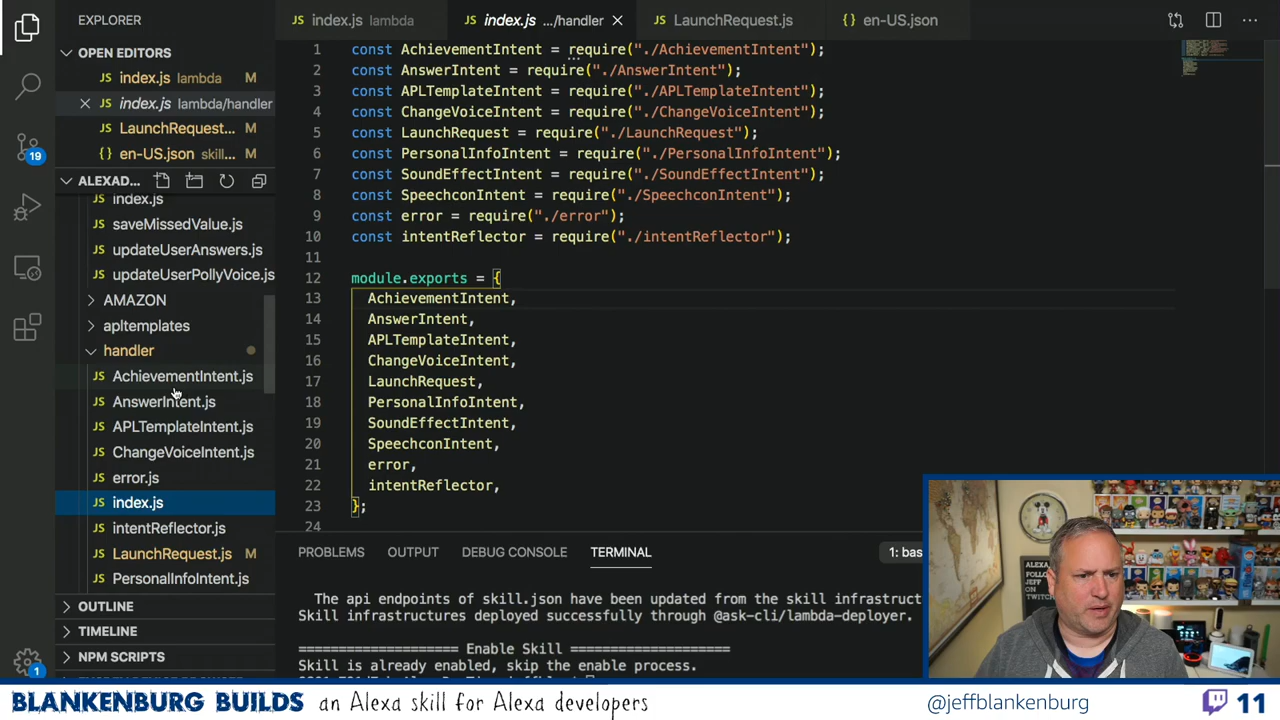 EXPLORER
OPEN EDITORS
index.js lambda M
index.js lambda/handler
LaunchRequest... M
en-US.json skill... M
ALEXAD...
index.js
saveMissedValue.js
updateUserAnswers.js
updateUserPollyVoice.js
AMAZON
apltemplates
handler
AchievementIntent.js
AnswerIntent.js
APLTemplateIntent.js
ChangeVoiceIntent.js
error.js
index.js
intentReflector.js
LaunchRequest.js M
PersonalInfoIntent.js
OUTLINE
TIMELINE
NPM SCRIPTS
19
1
index.js lambda
index.js .../handler
LaunchRequest.js
en-US.json
1 const AchievementIntent = require("./AchievementIntent");
2 const AnswerIntent = require("./AnswerIntent");
3 const APLTemplateIntent = require("./APLTemplateIntent");
4 const ChangeVoiceIntent = require("./ChangeVoiceIntent");
5 const LaunchRequest = require("./LaunchRequest");
6 const PersonalInfoIntent = require("./PersonalInfoIntent");
7 const SoundEffectIntent = require("./SoundEffectIntent");
8 const SpeechconIntent = require("./SpeechconIntent");
9 const error = require("./error");
10 const intentReflector = require("./intentReflector");
11
12 module.exports = {
13 AchievementIntent,
14 AnswerIntent,
15 APLTemplateIntent,
16 ChangeVoiceIntent,
17 LaunchRequest,
18 PersonalInfoIntent,
19 SoundEffectIntent,
20 SpeechconIntent,
21 error,
22 intentReflector,
23 };
24
PROBLEMS OUTPUT DEBUG CONSOLE TERMINAL 1: bas
The api endpoints of skill.json have been updated from the skill infrastruct
Skill infrastructures deployed successfully through @ask-cli/lambda-deployer.
=================== Enable Skill ===================
Skill is already enabled, skip the enable process.
ALEXA
FOLLO
JEFF
ON
TWITCH
BLANKENBURG BUILDS an Alexa skill for Alexa developers
@jeffblankenburg
11